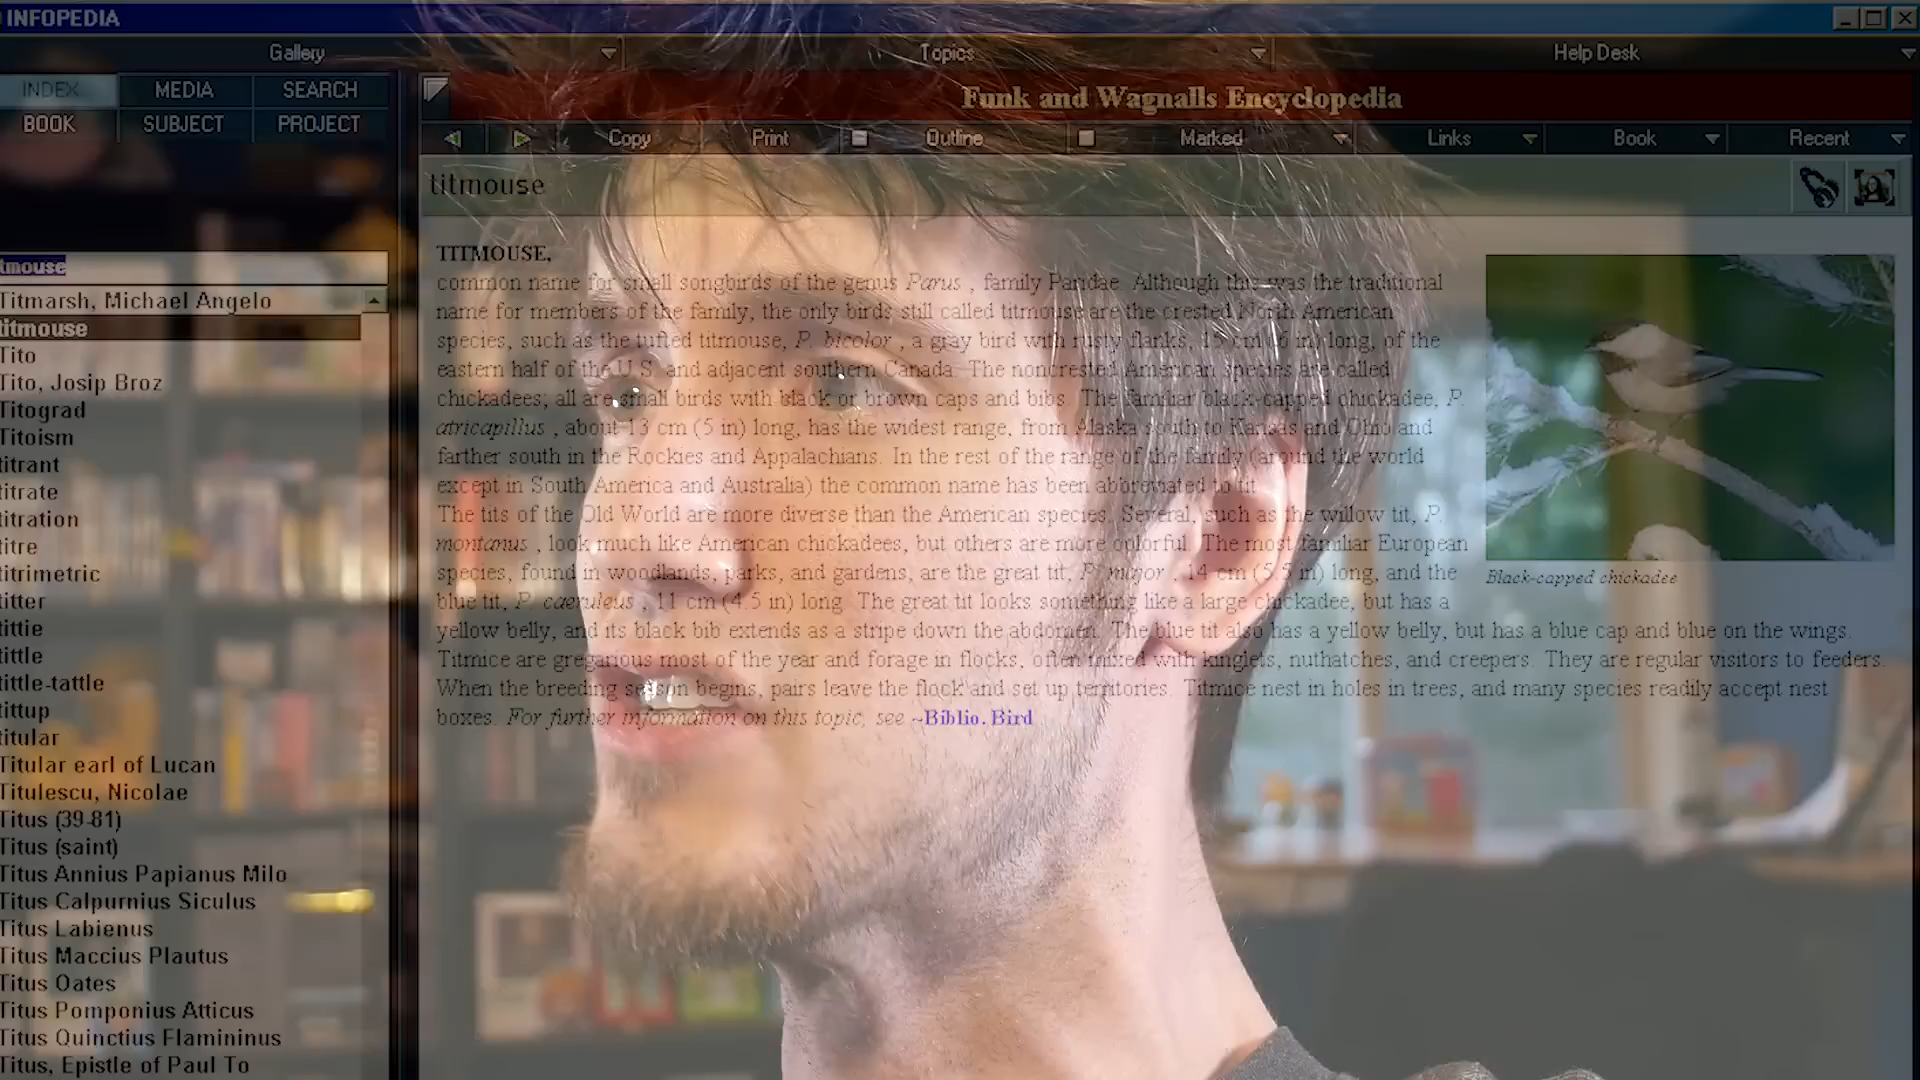 INFOPEDIA
Gallery
Topics
Help Desk
INDEX
MEDIA
SEARCH
BOOK
SUBJECT
PROJECT
Funk and Wagnalls Encyclopedia
Copy
Print
Outline
Marked
Links
Book
Recent
titmouse
tmouse
Titmarsh, Michael Angelo
titmouse
Tito
Tito, Josip Broz
Titograd
Titoism
titrant
titrate
titration
titre
titrimetric
titter
tittie
tittle
tittle-tattle
tittup
titular
Titular earl of Lucan
Titulescu, Nicolae
Titus (39-81)
Titus (saint)
Titus Annius Papianus Milo
Titus Calpurnius Siculus
Titus Labienus
Titus Maccius Plautus
Titus Oates
Titus Pomponius Atticus
Titus Quinctius Flamininus
Titus, Epistle of Paul To
TITMOUSE,
common name for small songbirds of the genus Parus , family Paridae. Although this was the traditional
name for members of the family, the only birds still called titmouse are the crested North American
species, such as the tufted titmouse, P. bicolor , a gray bird with rusty flanks, 15 cm (6 in) long, of the
eastern half of the U.S. and adjacent southern Canada. The noncrested American species are called
chickadees; all are small birds with black or brown caps and bibs. The familiar black-capped chickadee, P.
atricapillus , about 13 cm (5 in) long, has the widest range, from Alaska south to Kansas and Ohio and
farther south in the Rockies and Appalachians. In the rest of the range of the family (around the world
except in South America and Australia) the common name has been abbreviated to tit.
The tits of the Old World are more diverse than the American species. Several, such as the willow tit, P.
montanus , look much like American chickadees, but others are more colorful. The most familiar European
species, found in woodlands, parks, and gardens, are the great tit, P. major , 14 cm (5.5 in) long, and the
blue tit, P. caeruleus , 11 cm (4.5 in) long. The great tit looks something like a large chickadee, but has a
yellow belly, and its black bib extends as a stripe down the abdomen. The blue tit also has a yellow belly, but has a blue cap and blue on the wings.
Titmice are gregarious most of the year and forage in flocks, often mixed with kinglets, nuthatches, and creepers. They are regular visitors to feeders.
When the breeding season begins, pairs leave the flock and set up territories. Titmice nest in holes in trees, and many species readily accept nest
boxes. For further information on this topic, see ~Biblio. Bird
Black-capped chickadee